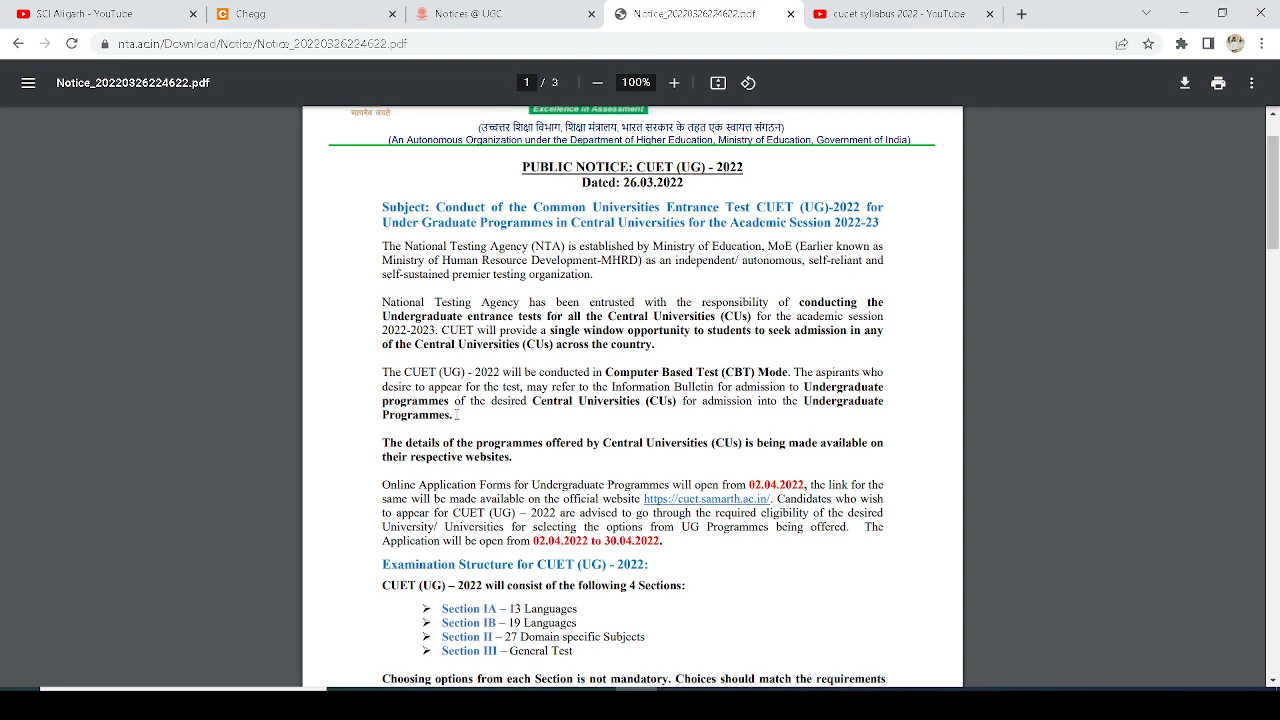 SCI Aligarh - YouTube
Chegg
Notices @ UGC
Notice_20220326224622.pdf
cucet syllabus 2022 - YouTube
nta.ac.in/Download/Notice/Notice_20220326224622.pdf
Notice_20220326224622.pdf
1 / 3
100%
सत्यमेव जयते
Excellence in Assessment
(उच्चत्तर शिक्षा विभाग, शिक्षा मंत्रालय, भारत सरकार के तहत एक स्वायत्त संगठन)
(An Autonomous Organization under the Department of Higher Education, Ministry of Education, Government of India)
PUBLIC NOTICE: CUET (UG) - 2022
Dated: 26.03.2022
Subject: Conduct of the Common Universities Entrance Test CUET (UG)-2022 for
Under Graduate Programmes in Central Universities for the Academic Session 2022-23
The National Testing Agency (NTA) is established by Ministry of Education, MoE (Earlier known as
Ministry of Human Resource Development-MHRD) as an independent/ autonomous, self-reliant and
self-sustained premier testing organization.
National Testing Agency has been entrusted with the responsibility of conducting the
Undergraduate entrance tests for all the Central Universities (CUs) for the academic session
2022-2023. CUET will provide a single window opportunity to students to seek admission in any
of the Central Universities (CUs) across the country.
The CUET (UG) - 2022 will be conducted in Computer Based Test (CBT) Mode. The aspirants who
desire to appear for the test, may refer to the Information Bulletin for admission to Undergraduate
programmes of the desired Central Universities (CUs) for admission into the Undergraduate
Programmes.
The details of the programmes offered by Central Universities (CUs) is being made available on
their respective websites.
Online Application Forms for Undergraduate Programmes will open from 02.04.2022, the link for the
same will be made available on the official website https://cuet.samarth.ac.in/. Candidates who wish
to appear for CUET (UG) – 2022 are advised to go through the required eligibility of the desired
University/ Universities for selecting the options from UG Programmes being offered. The
Application will be open from 02.04.2022 to 30.04.2022.
Examination Structure for CUET (UG) - 2022:
CUET (UG) – 2022 will consist of the following 4 Sections:
➢ Section IA – 13 Languages
➢ Section IB – 19 Languages
➢ Section II – 27 Domain specific Subjects
➢ Section III – General Test
Choosing options from each Section is not mandatory. Choices should match the requirements